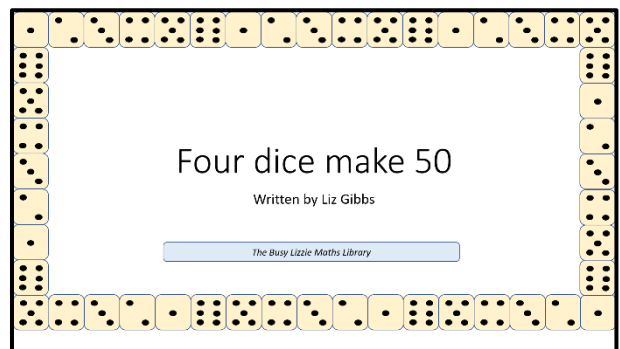 Four dice make 50
Written by Liz Gibbs
The Busy Lizzie Maths Library